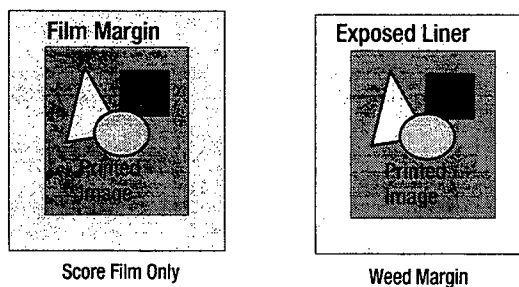 Film Margin
Printed
Image
Score Film Only
Exposed Liner
Printed
Image
Weed Margin